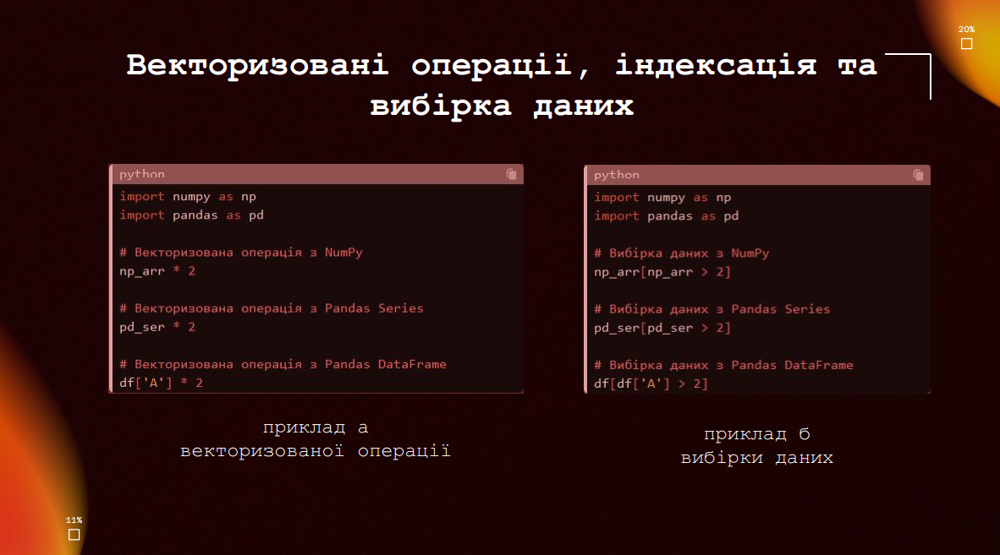 20%
Векторизовані операції, індексація та
вибірка даних
python
import numpy as np
import pandas as pd
# Векторизована операція з NumPy
np_arr * 2
# Векторизована операція з Pandas Series
pd_ser * 2
# Векторизована операція з Pandas DataFrame
df['A'] * 2
приклад а
векторизованої операції
python
import numpy as np
import pandas as pd
# Вибірка даних з NumPy
np_arr[np_arr > 2]
# Вибірка даних з Pandas Series
pd_ser[pd_ser > 2]
# Вибірка даних з Pandas DataFrame
df[df['A'] > 2]
приклад б
вибірки даних
11%